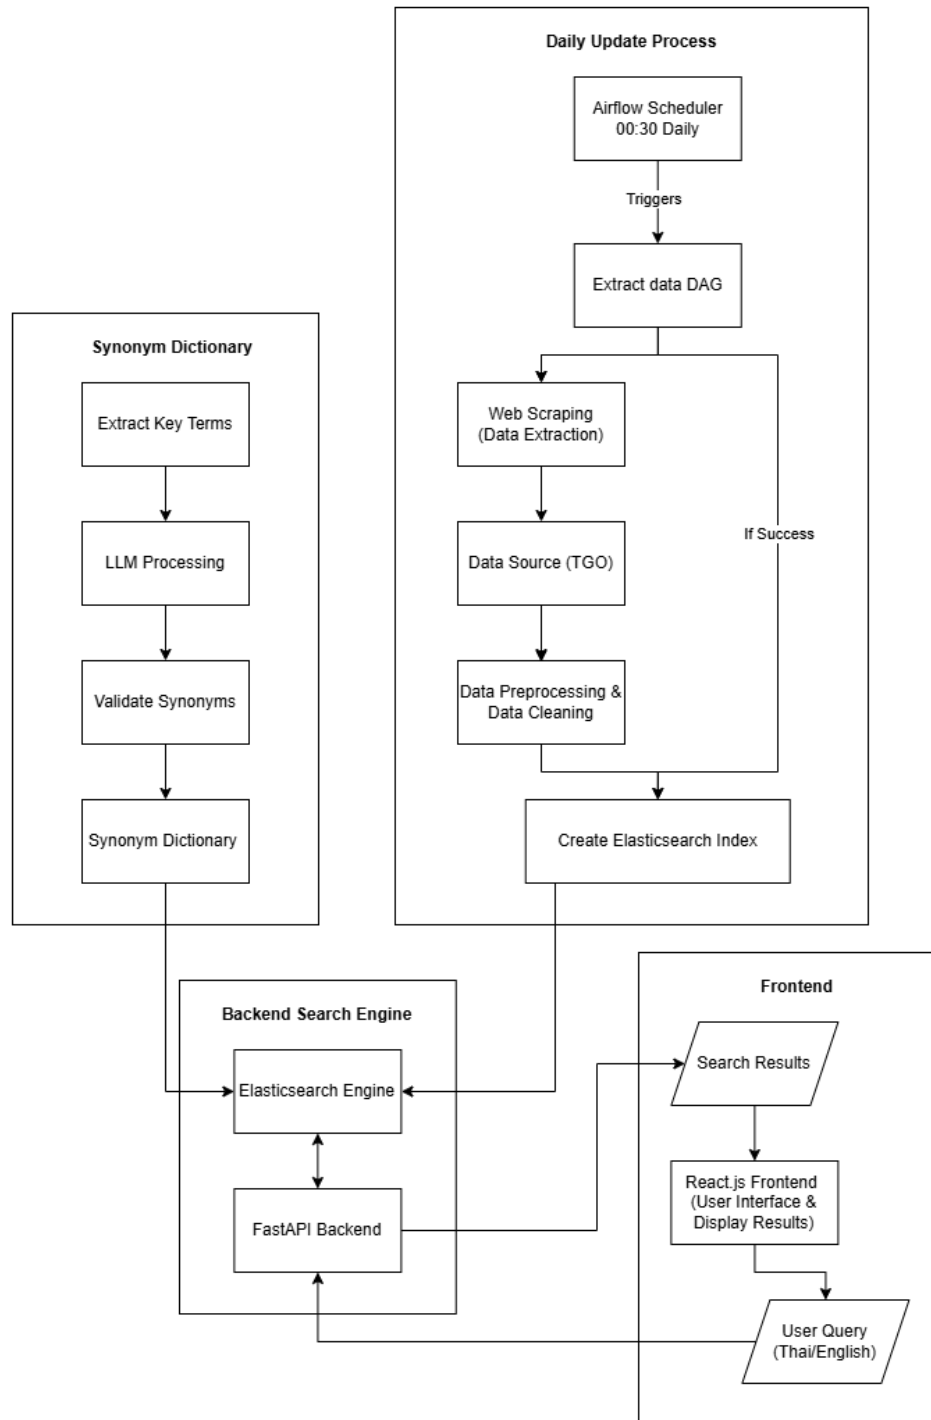 Daily Update Process
Airflow Scheduler
00:30 Daily
Triggers
Extract data DAG
Synonym Dictionary
Extract Key Terms
LLM Processing
Validate Synonyms
Synonym Dictionary
Web Scraping
(Data Extraction)
Data Source (TGO)
Data Preprocessing &
Data Cleaning
If Success
Create Elasticsearch Index
Backend Search Engine
Elasticsearch Engine
FastAPI Backend
Frontend
Search Results
React.js Frontend
(User Interface &
Display Results)
User Query
(Thai/English)